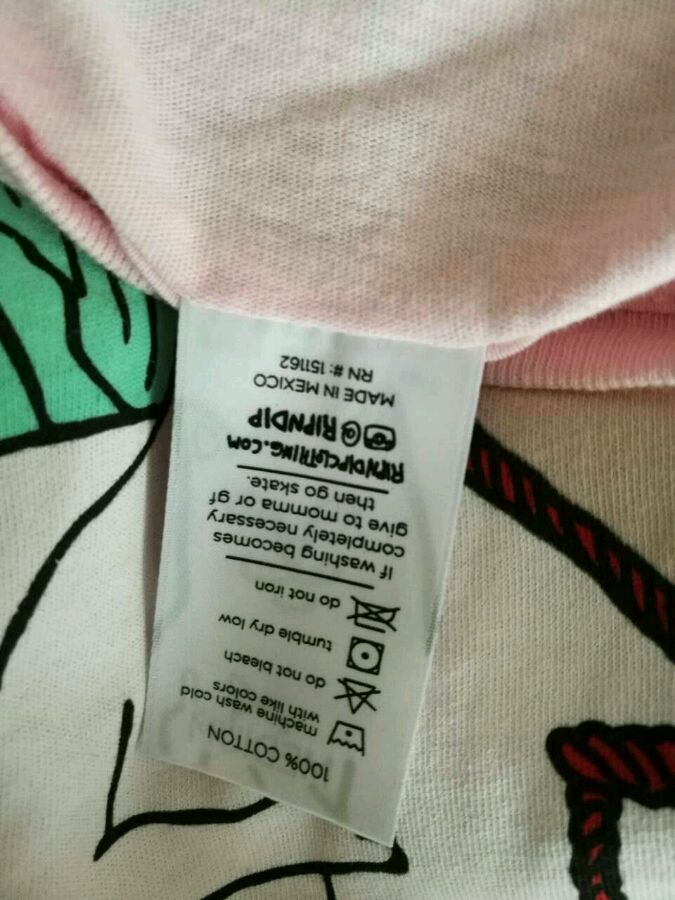 100% COTTON
machine wash cold
with like colors
do not bleach
tumble dry low
do not iron
If washing becomes
completely necessary
give to momma or gf
then go skate.
RIPNDIPCLOTHING.COM
@RIPNDIP
MADE IN MEXICO
RN #: 151162